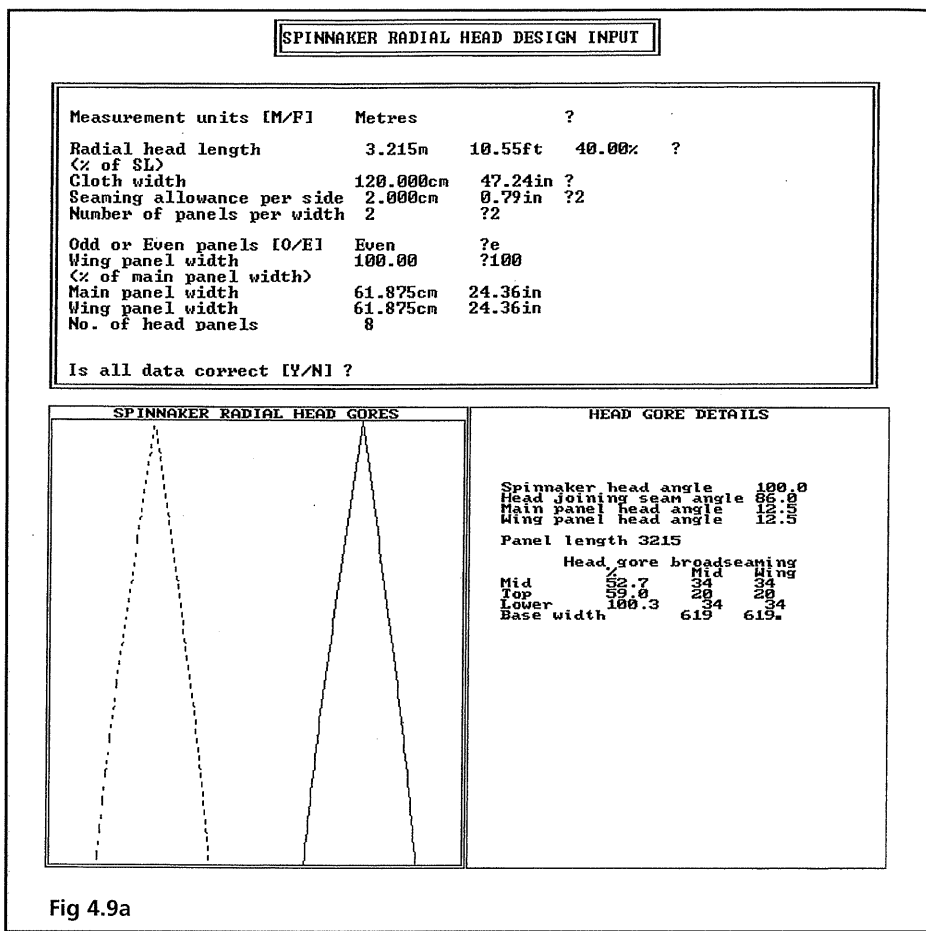 SPINNAKER RADIAL HEAD DESIGN INPUT
Measurement units [M/F] Metres ?
Radial head length 3.215m 10.55ft 40.00% ?
(% of SL)
Cloth width 120.000cm 47.24in ?
Seaming allowance per side 2.000cm 0.79in ?2
Number of panels per width 2 ?2
Odd or Even panels [O/E] Even ?e
Wing panel width 100.00 ?100
(% of main panel width)
Main panel width 61.875cm 24.36in
Wing panel width 61.875cm 24.36in
No. of head panels 8
Is all data correct [Y/N] ?
SPINNAKER RADIAL HEAD GORES
HEAD GORE DETAILS
Spinnaker head angle 100.0
Head joining seam angle 86.0
Main panel head angle 12.5
Wing panel head angle 12.5
Panel length 3215
Head gore broadseaming
% Mid Wing
Mid 52.7 34 34
Top 59.0 20 20
Lower 100.3 34 34
Base width 619 619
Fig 4.9a